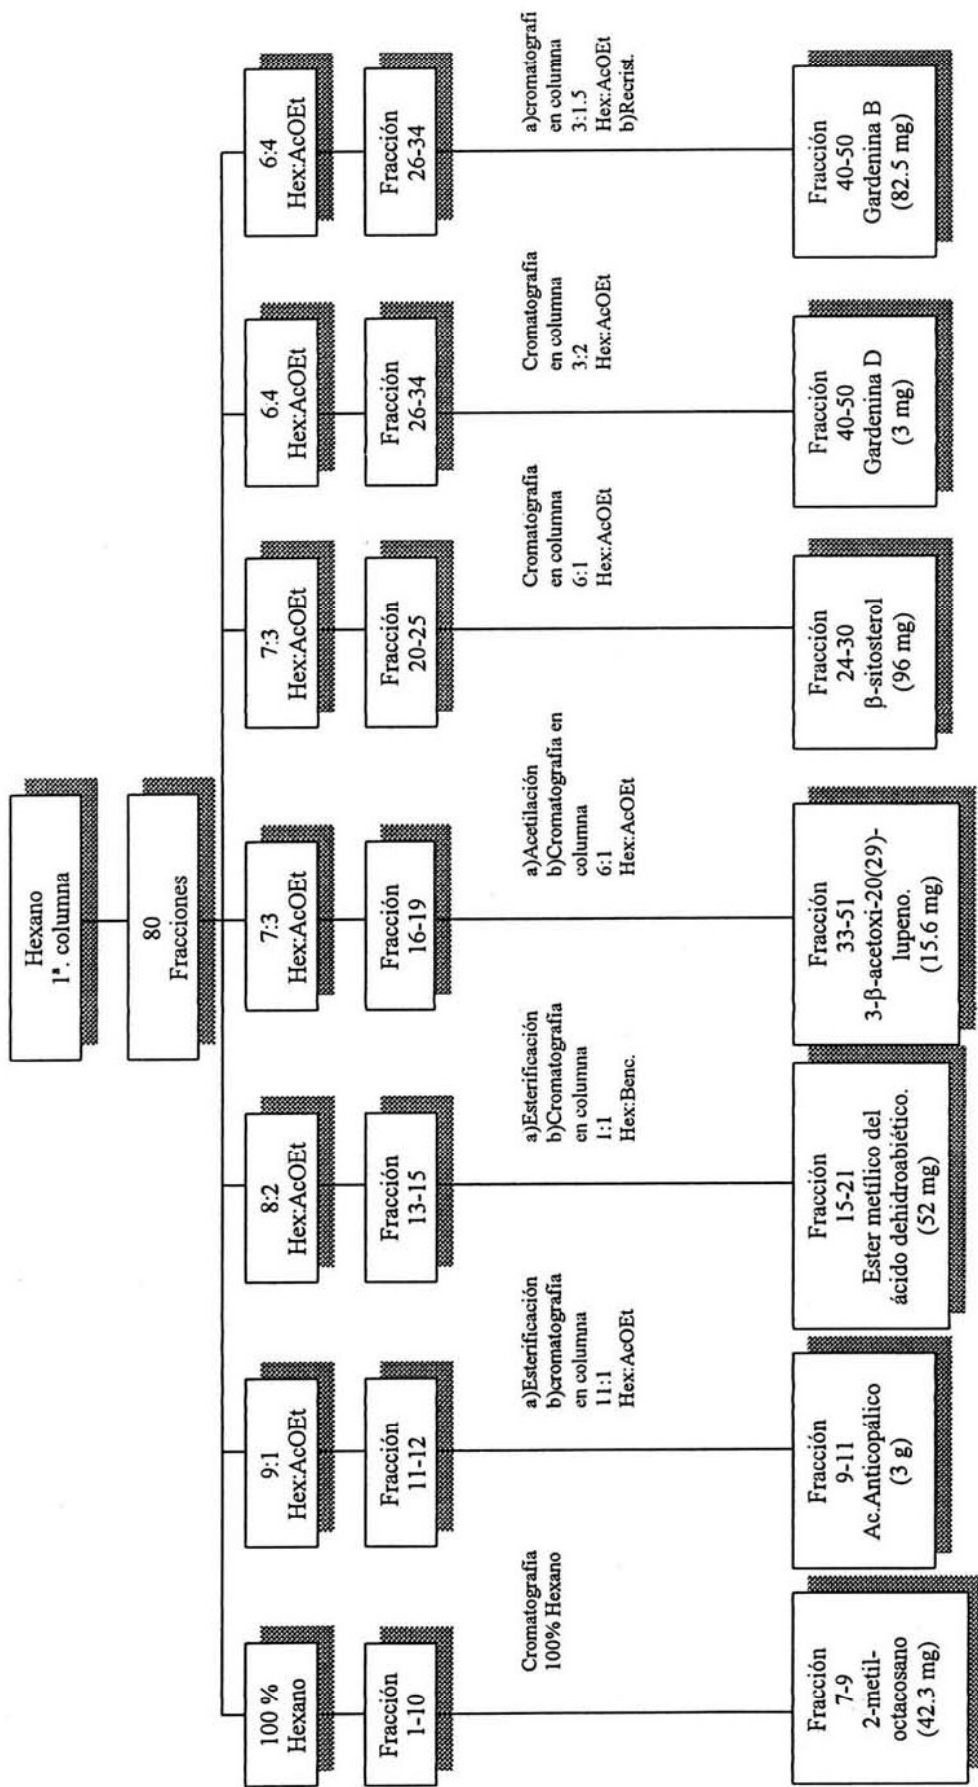 Hexano
1ª. columna
80
Fracciones
100 %
Hexano
Fracción
1-10
Cromatografia
100% Hexano
Fracción
7-9
2-metil-
octacosano
(42.3 mg)
9:1
Hex:AcOEt
Fracción
11-12
a)Esterificación
b)cromatografía
en columna
11:1
Hex:AcOEt
Fracción
9-11
Ac.Anticopálico
(3 g)
8:2
Hex:AcOEt
Fracción
13-15
a)Esterificación
b)Cromatografía
en columna
1:1
Hex:Benc.
Fracción
15-21
Ester metílico del
ácido dehidroabiético.
(52 mg)
7:3
Hex:AcOEt
Fracción
16-19
a)Acetilación
b)Cromatografía en
columna
6:1
Hex:AcOEt
Fracción
33-51
3-β-acetoxi-20(29)-
lupeno.
(15.6 mg)
7:3
Hex:AcOEt
Fracción
20-25
Cromatografía
en columna
6:1
Hex:AcOEt
Fracción
24-30
β-sitosterol
(96 mg)
6:4
Hex:AcOEt
Fracción
26-34
Cromatografía
en columna
3:2
Hex:AcOEt
Fracción
40-50
Gardenina D
(3 mg)
6:4
Hex:AcOEt
Fracción
26-34
a)cromatografi
en columna
3:1.5
Hex:AcOEt
b)Recrist.
Fracción
40-50
Gardenina B
(82.5 mg)